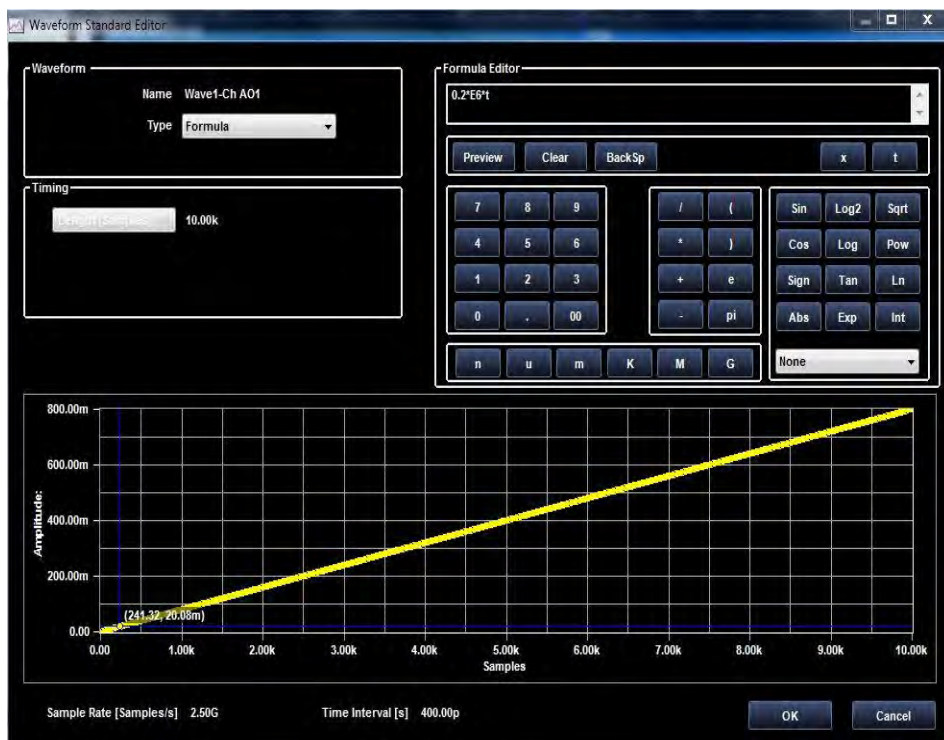 Waveform Standard Editor
X
Waveform
Name Wave1-Ch AO1
Type Formula
Timing
Length [Samples] 10.00k
Formula Editor
0.2*E6*t
Preview Clear BackSp x t
7 8 9 / ( Sin Log2 Sqrt
4 5 6 * ) Cos Log Pow
1 2 3 + e Sign Tan Ln
0 . 00 - pi Abs Exp Int
n u m K M G None
800.00m
600.00m
400.00m
200.00m
0.00
Amplitude:
(241.32, 20.08m)
0.00 1.00k 2.00k 3.00k 4.00k 5.00k 6.00k 7.00k 8.00k 9.00k 10.00k
Samples
Sample Rate [Samples/s] 2.50G Time Interval [s] 400.00p OK Cancel